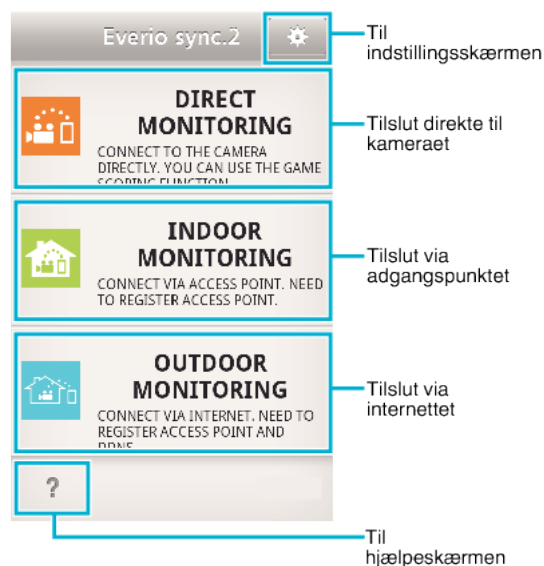 Everio sync.2
Til
indstillingsskærmen
DIRECT
MONITORING
CONNECT TO THE CAMERA
DIRECTLY. YOU CAN USE THE GAME
SCORING FUNCTION
Tilslut direkte til
kameraet
INDOOR
MONITORING
CONNECT VIA ACCESS POINT. NEED
TO REGISTER ACCESS POINT.
Tilslut via
adgangspunktet
OUTDOOR
MONITORING
CONNECT VIA INTERNET. NEED TO
REGISTER ACCESS POINT AND
Tilslut via
internettet
?
Til
hjælpeskærmen